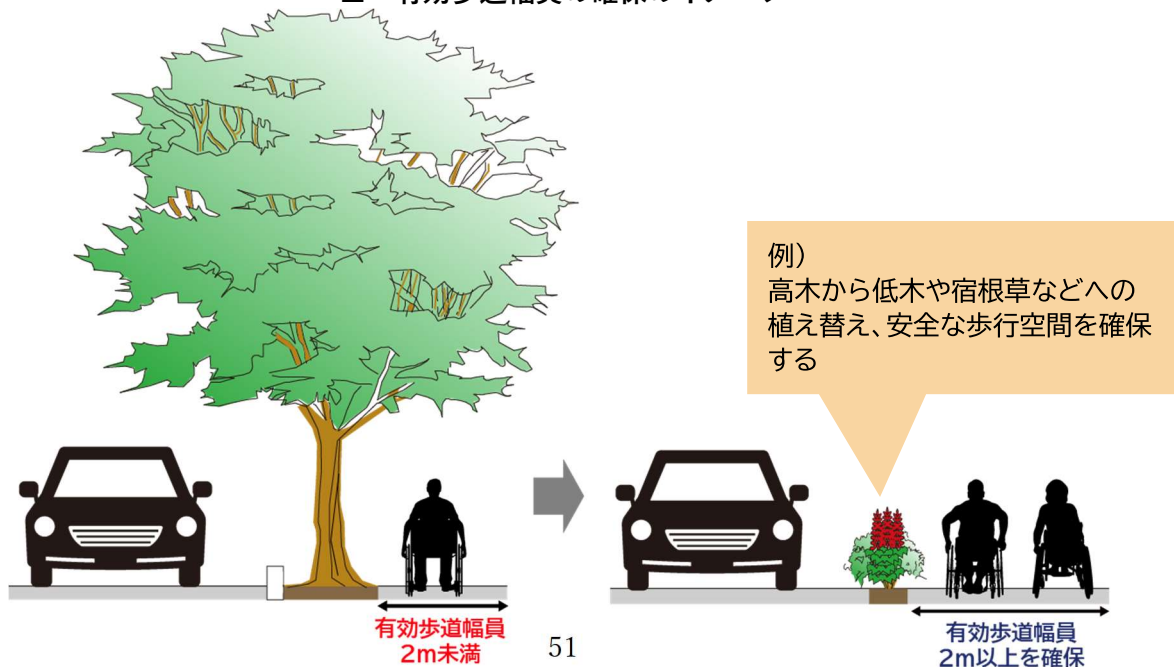 例）
高木から低木や宿根草などへの
植え替え、安全な歩行空間を確保
する
有効歩道幅員
2m未満
51
有効歩道幅員
2m以上を確保